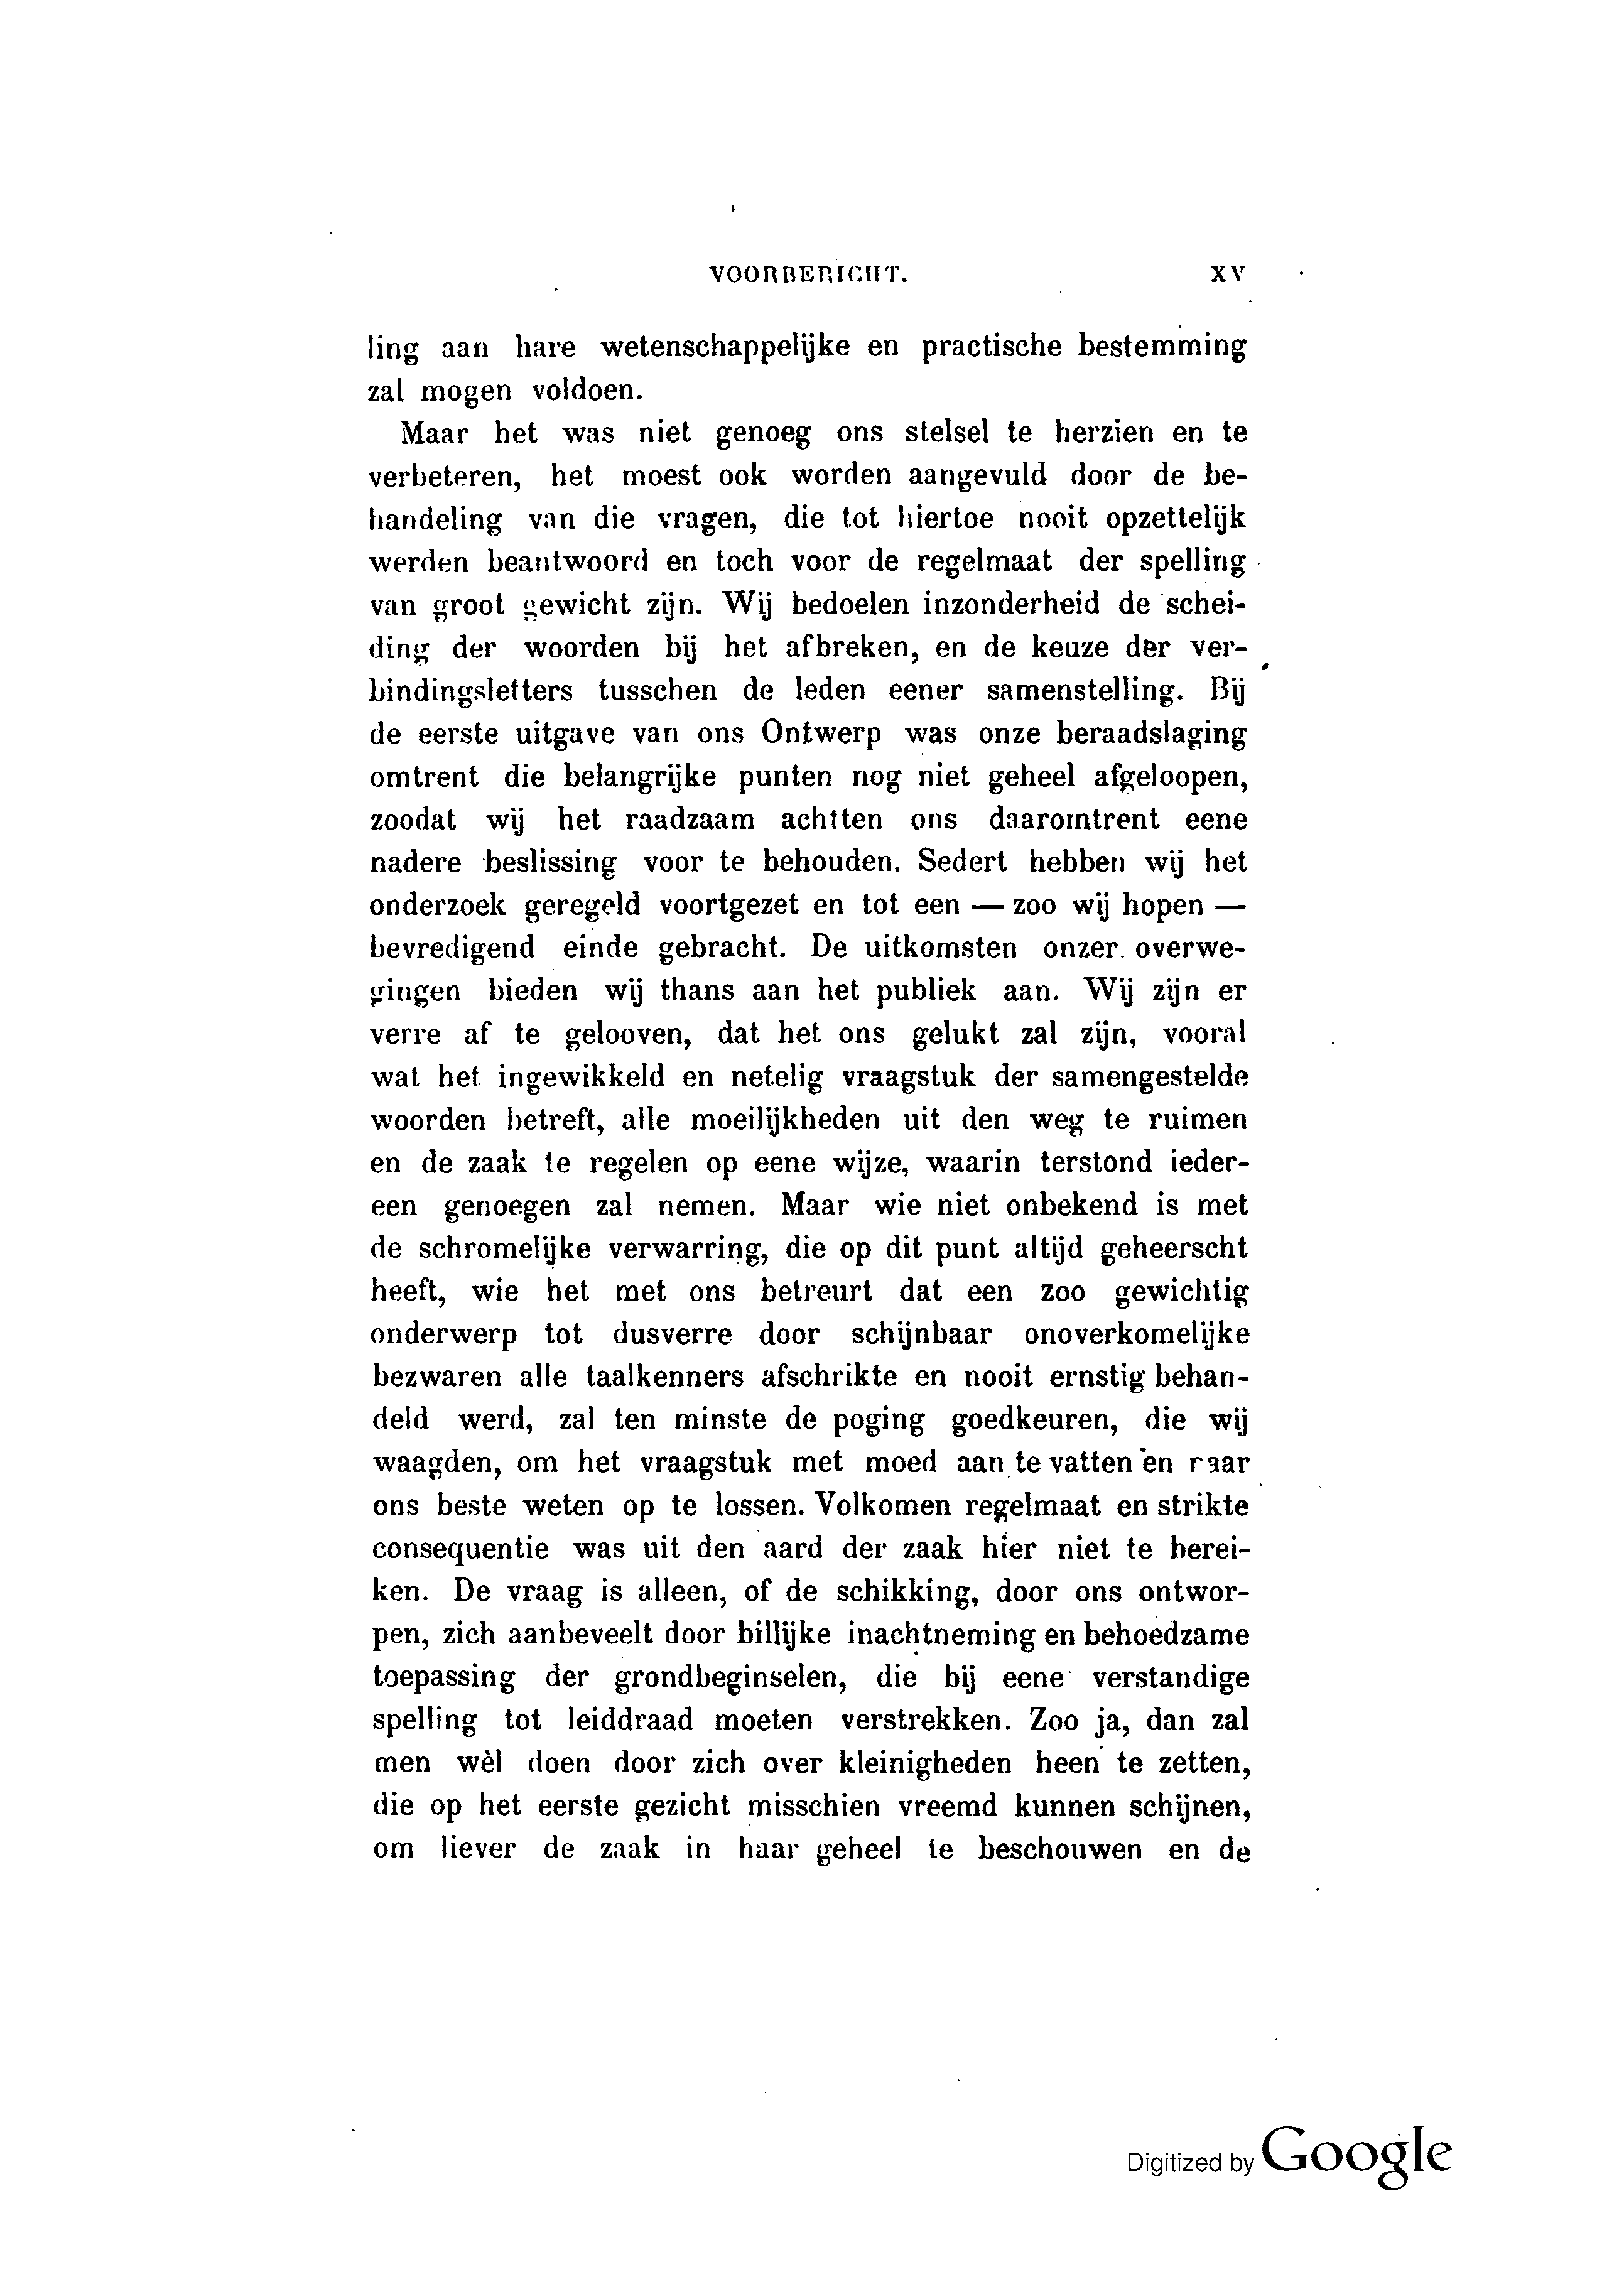 VOORBERICHT. XV
ling aan hare wetenschappelijke en practische bestemming
zal mogen voldoen.
Maar het was niet genoeg ons stelsel te herzien en te
verbeteren, het moest ook worden aangevuld door de be-
handeling van die vragen, die tot hiertoe nooit opzettelijk
werden beantwoord en toch voor de regelmaat der spelling
van groot gewicht zijn. Wij bedoelen inzonderheid de schei-
ding der woorden bij het afbreken, en de keuze der ver-
bindingsletters tusschen de leden eener samenstelling. Bij
de eerste uitgave van ons Ontwerp was onze beraadslaging
omtrent die belangrijke punten nog niet geheel afgeloopen,
zoodat wij het raadzaam achtten ons daaromtrent eene
nadere beslissing voor te behouden. Sedert hebben wij het
onderzoek geregeld voortgezet en tot een — zoo wij hopen —
bevredigend einde gebracht. De uitkomsten onzer overwe-
gingen bieden wij thans aan het publiek aan. Wij zijn er
verre af te gelooven, dat het ons gelukt zal zijn, vooral
wat het ingewikkeld en netelig vraagstuk der samengestelde
woorden betreft, alle moeilijkheden uit den weg te ruimen
en de zaak te regelen op eene wijze, waarin terstond ieder-
een genoegen zal nemen. Maar wie niet onbekend is met
de schromelijke verwarring, die op dit punt altijd geheerscht
heeft, wie het met ons betreurt dat een zoo gewichtig
onderwerp tot dusverre door schijnbaar onoverkomelijke
bezwaren alle taalkenners afschrikte en nooit ernstig behan-
deld werd, zal ten minste de poging goedkeuren, die wij
waagden, om het vraagstuk met moed aan te vatten en naar
ons beste weten op te lossen. Volkomen regelmaat en strikte
consequentie was uit den aard der zaak hier niet te berei-
ken. De vraag is alleen, of de schikking, door ons ontwor-
pen, zich aanbeveelt door billijke inachtneming en behoedzame
toepassing der grondbeginselen, die bij eene verstandige
spelling tot leiddraad moeten verstrekken. Zoo ja, dan zal
men wèl doen door zich over kleinigheden heen te zetten,
die op het eerste gezicht misschien vreemd kunnen schijnen,
om liever de zaak in haar geheel te beschouwen en de
Digitized by Google